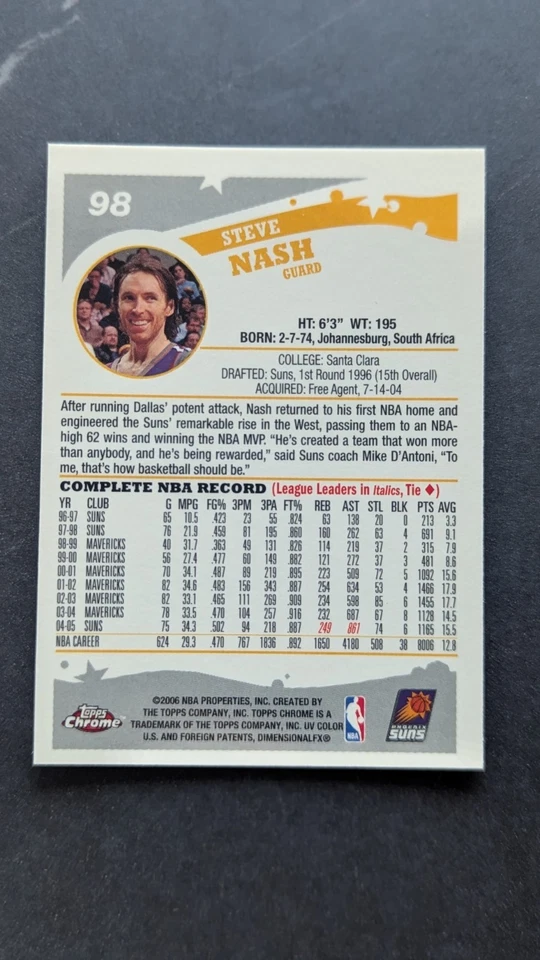 98
STEVE
NASH
GUARD
HT: 6'3" WT: 195
BORN: 2-7-74, Johannesburg, South Africa
COLLEGE: Santa Clara
DRAFTED: Suns, 1st Round 1996 (15th Overall)
ACQUIRED: Free Agent, 7-14-04
After running Dallas' potent attack, Nash returned to his first NBA home and
engineered the Suns' remarkable rise in the West, passing them to an NBA-
high 62 wins and winning the NBA MVP. "He's created a team that won more
than anybody, and he's being rewarded," said Suns coach Mike D'Antoni, "To
me, that's how basketball should be."
COMPLETE NBA RECORD (League Leaders in Italics, Tie ♦)
YR CLUB G MPG FG% 3PM 3PA FT% REB AST STL BLK PTS AVG
96-97 SUNS 65 10.5 .423 23 55 .824 63 138 20 0 213 3.3
97-98 SUNS 76 21.9 .459 81 195 .860 160 262 63 4 691 9.1
98-99 MAVERICKS 40 31.7 .363 49 131 .826 114 219 37 2 315 7.9
99-00 MAVERICKS 56 27.4 .477 60 149 .882 121 272 37 3 481 8.6
00-01 MAVERICKS 70 34.1 .487 89 219 .895 223 509 72 5 1092 15.6
01-02 MAVERICKS 82 34.6 .483 156 343 .887 254 634 53 4 1466 17.9
02-03 MAVERICKS 82 33.1 .465 111 269 .909 234 598 85 6 1455 17.7
03-04 MAVERICKS 78 33.5 .470 104 257 .916 232 687 67 8 1128 14.5
04-05 SUNS 75 34.3 .502 94 218 .887 249 861 74 6 1165 15.5
NBA CAREER 624 29.3 .470 767 1836 .892 1650 4180 508 38 8006 12.8
Topps
Chrome
©2006 NBA PROPERTIES, INC. CREATED BY
THE TOPPS COMPANY, INC. TOPPS CHROME IS A
TRADEMARK OF THE TOPPS COMPANY, INC. UV COLOR
U.S. AND FOREIGN PATENTS, DIMENSIONALFX®
NBA
PHOENIX
SUNS